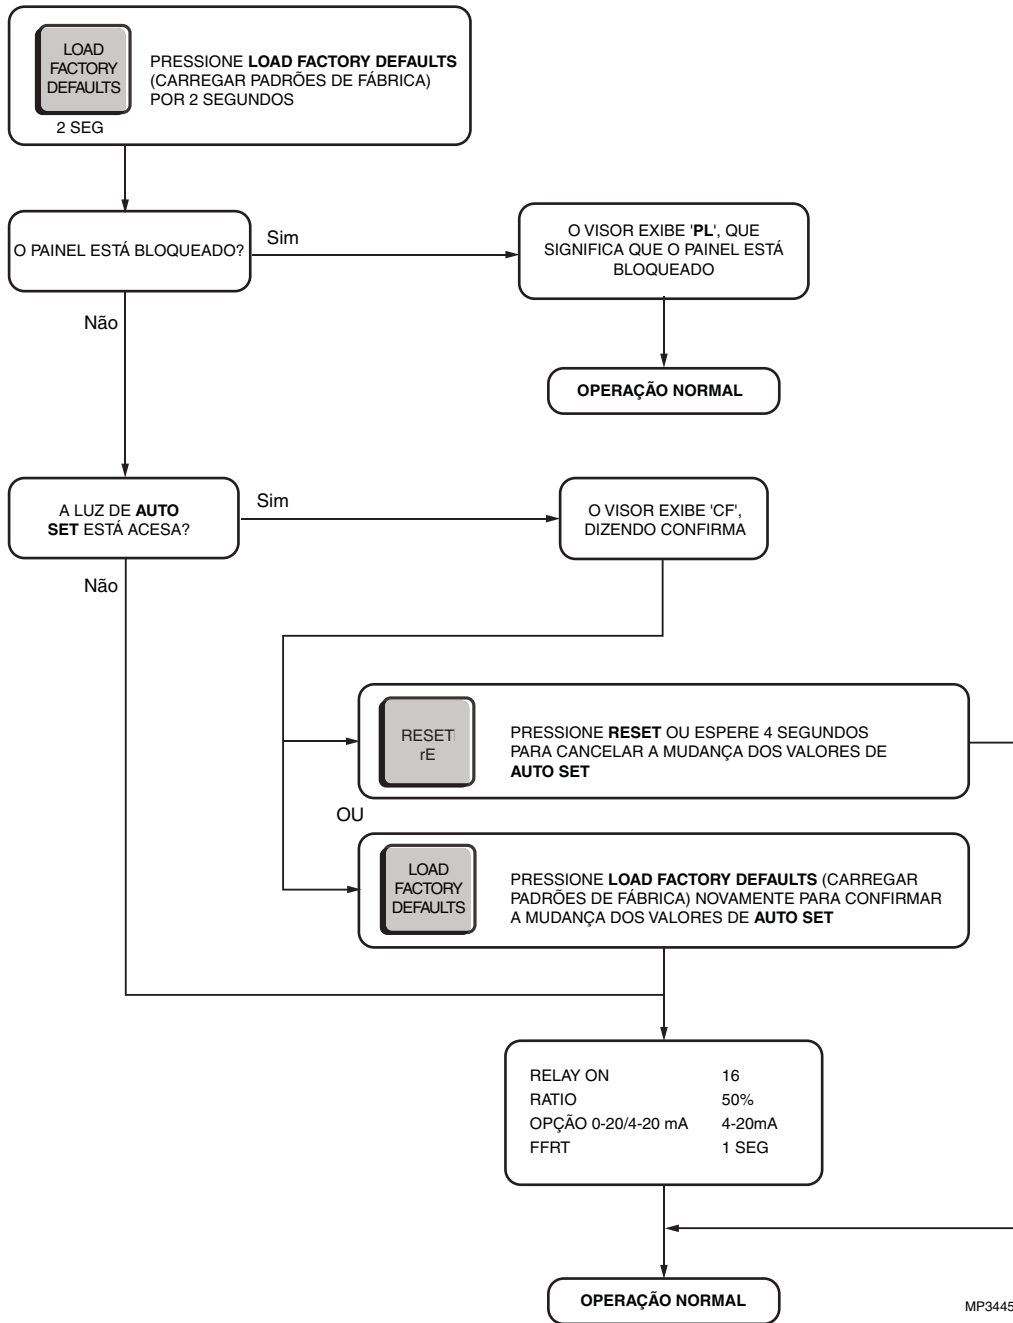 LOAD
FACTORY
DEFAULTS
2 SEG
PRESSIONE LOAD FACTORY DEFAULTS
(CARREGAR PADRÕES DE FÁBRICA)
POR 2 SEGUNDOS
O PAINEL ESTÁ BLOQUEADO?
Sim
O VISOR EXIBE 'PL', QUE
SIGNIFICA QUE O PAINEL ESTÁ
BLOQUEADO
Não
OPERAÇÃO NORMAL
A LUZ DE AUTO
SET ESTÁ ACESA?
Sim
O VISOR EXIBE 'CF',
DIZENDO CONFIRMA
Não
RESET
rE
PRESSIONE RESET OU ESPERE 4 SEGUNDOS
PARA CANCELAR A MUDANÇA DOS VALORES DE
AUTO SET
OU
LOAD
FACTORY
DEFAULTS
PRESSIONE LOAD FACTORY DEFAULTS (CARREGAR
PADRÕES DE FÁBRICA) NOVAMENTE PARA CONFIRMAR
A MUDANÇA DOS VALORES DE AUTO SET
RELAY ON 16
RATIO 50%
OPÇÃO 0-20/4-20 mA 4-20mA
FFRT 1 SEG
OPERAÇÃO NORMAL
MP3445